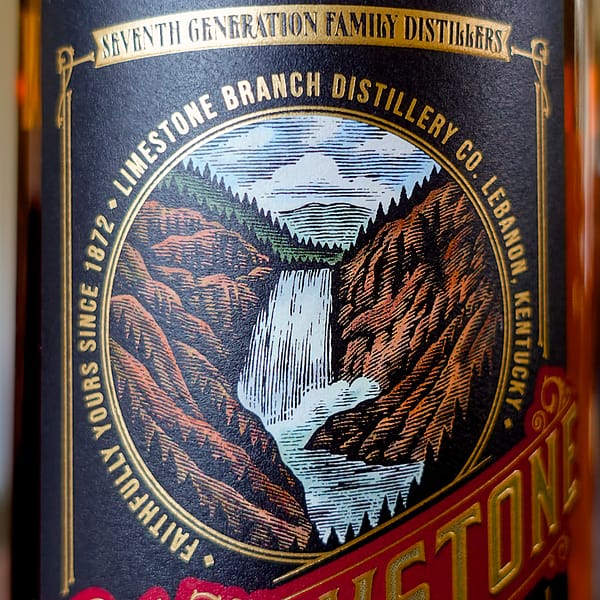 SEVENTH GENERATION FAMILY DISTILLERS
FAITHFULLY YOURS SINCE 1872 • LIMESTONE BRANCH DISTILLERY CO. LEBANON, KENTUCKY •